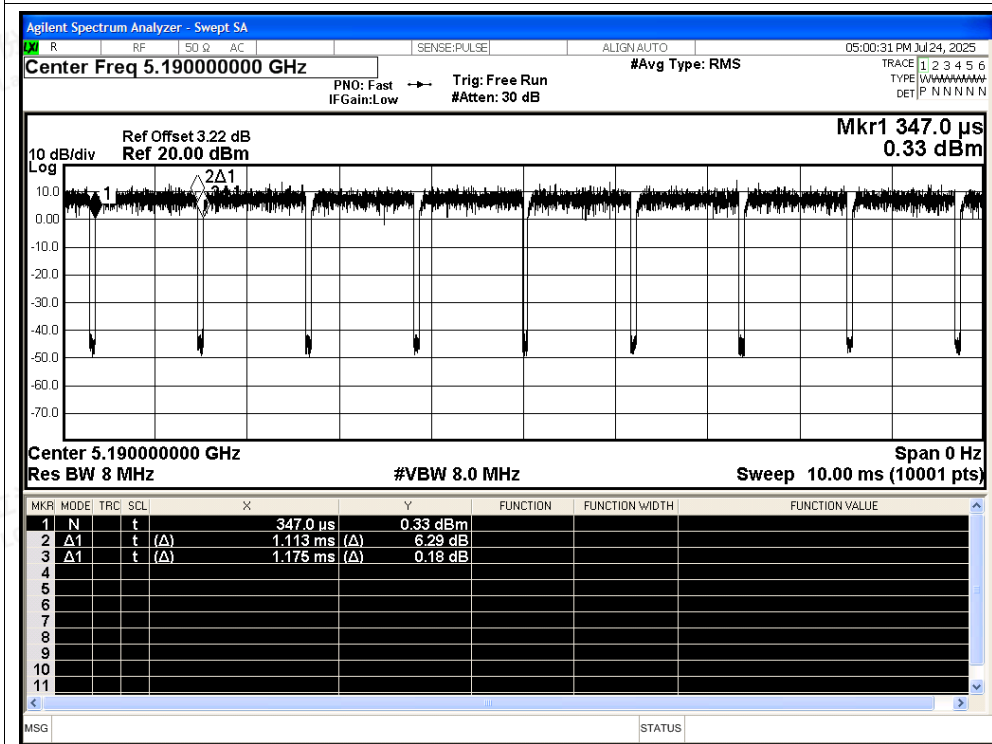 Agilent Spectrum Analyzer - Swept SA
LXI R RF 50 Ω AC SENSE:PULSE ALIGN AUTO 05:00:31 PM Jul 24, 2025
Center Freq 5.190000000 GHz #Avg Type: RMS TRACE 1 2 3 4 5 6
PNO: Fast Trig: Free Run TYPE
IFGain:Low #Atten: 30 dB DET P N N N N N
Mkr1 347.0 µs
Ref Offset 3.22 dB
10 dB/div Ref 20.00 dBm 0.33 dBm
Log
2Δ1
10.0
1
0.00
-10.0
-20.0
-30.0
-40.0
-50.0
-60.0
-70.0
Center 5.190000000 GHz Span 0 Hz
Res BW 8 MHz #VBW 8.0 MHz Sweep 10.00 ms (10001 pts)
MKR MODE TRC SCL X Y FUNCTION FUNCTION WIDTH FUNCTION VALUE
1 N t 347.0 µs 0.33 dBm
2 Δ1 t (Δ) 1.113 ms (Δ) 6.29 dB
3 Δ1 t (Δ) 1.175 ms (Δ) 0.18 dB
4
5
6
7
8
9
10
11
MSG STATUS